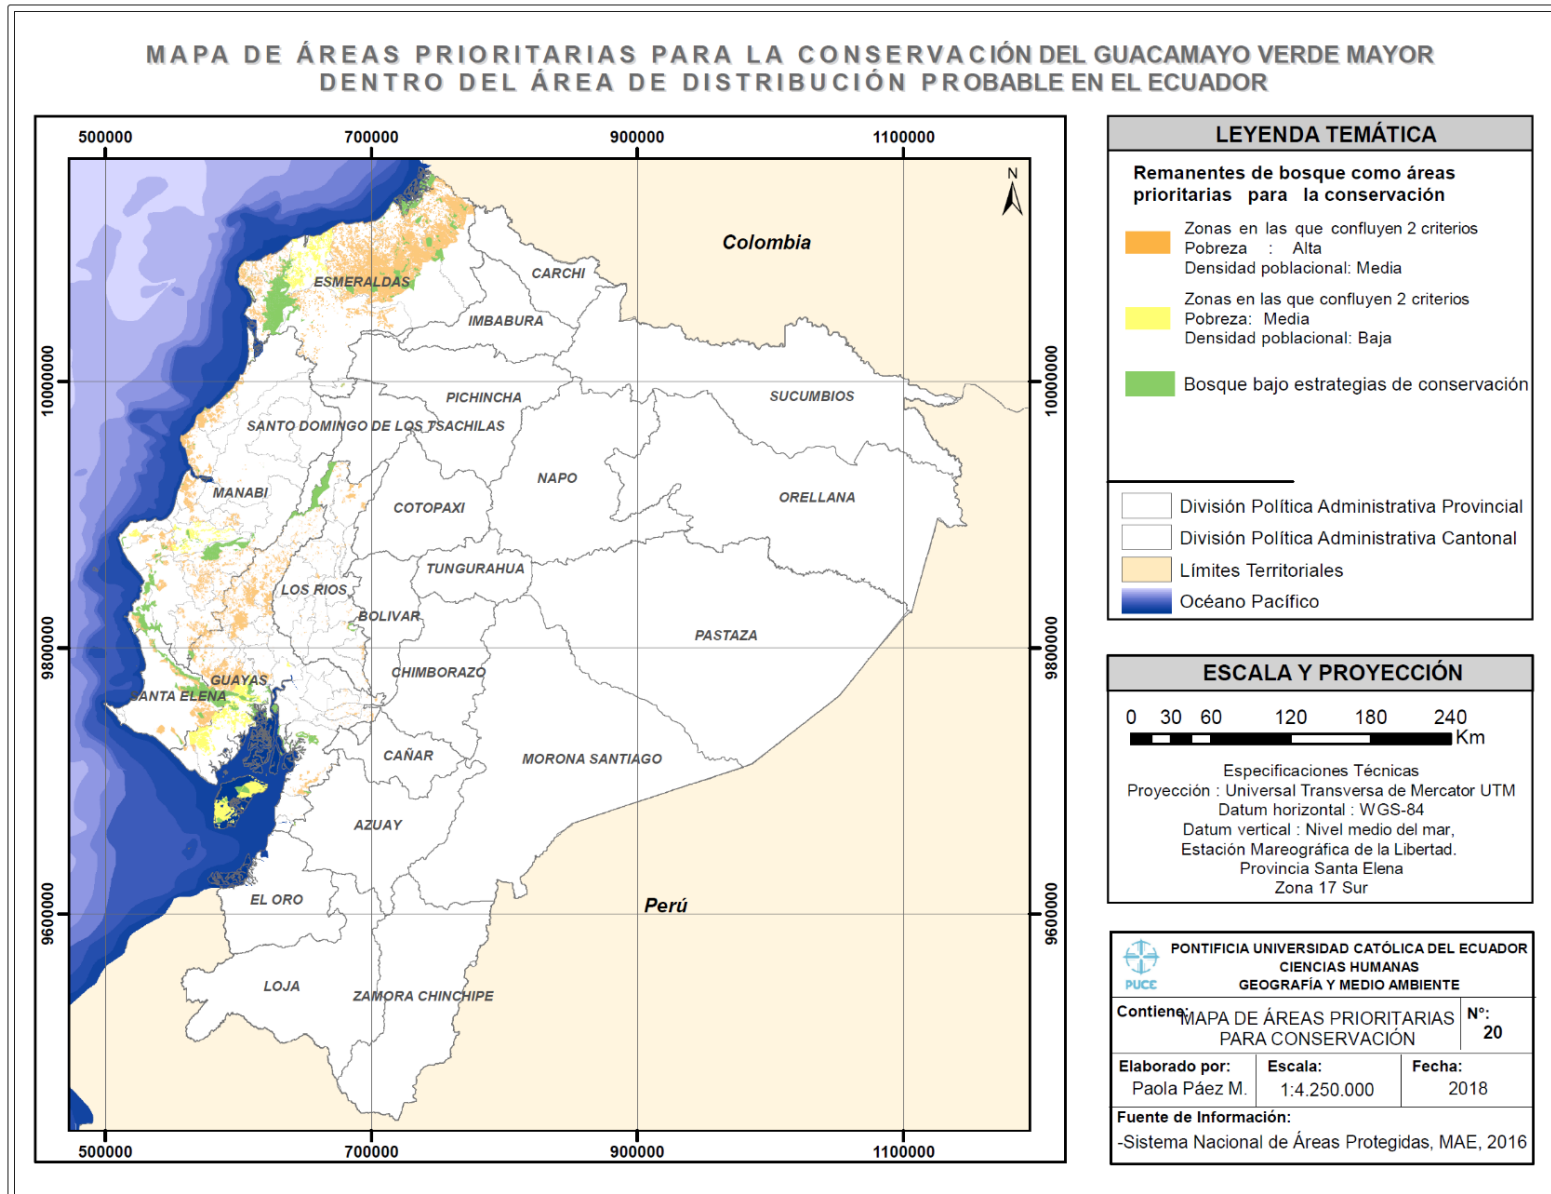 MAPA DE ÁREAS PRIORITARIAS PARA LA CONSERVACIÓN DEL GUACAMAYO VERDE MAYOR
DENTRO DEL ÁREA DE DISTRIBUCIÓN PROBABLE EN EL ECUADOR
500000 700000 900000 1100000
N
Colombia
CARCHI
ESMERALDAS
IMBABURA
10000000 10000000
PICHINCHA
SUCUMBIOS
SANTO DOMINGO DE LOS TSACHILAS
NAPO
MANABI
ORELLANA
COTOPAXI
TUNGURAHUA
LOS RIOS
BOLIVAR
PASTAZA
9800000 9800000
CHIMBORAZO
GUAYAS
SANTA ELENA
CAÑAR
MORONA SANTIAGO
AZUAY
EL ORO
Perú
9600000 9600000
LOJA
ZAMORA CHINCHIPE
500000 700000 900000 1100000
LEYENDA TEMÁTICA
Remanentes de bosque como áreas
prioritarias para la conservación
Zonas en las que confluyen 2 criterios
Pobreza : Alta
Densidad poblacional: Media
Zonas en las que confluyen 2 criterios
Pobreza: Media
Densidad poblacional: Baja
Bosque bajo estrategias de conservación
División Política Administrativa Provincial
División Política Administrativa Cantonal
Límites Territoriales
Océano Pacífico
ESCALA Y PROYECCIÓN
0 30 60 120 180 240
Km
Especificaciones Técnicas
Proyección : Universal Transversa de Mercator UTM
Datum horizontal : WGS-84
Datum vertical : Nivel medio del mar,
Estación Mareográfica de la Libertad.
Provincia Santa Elena
Zona 17 Sur
PUCE
PONTIFICIA UNIVERSIDAD CATÓLICA DEL ECUADOR
CIENCIAS HUMANAS
GEOGRAFÍA Y MEDIO AMBIENTE
Contiene:
MAPA DE ÁREAS PRIORITARIAS
PARA CONSERVACIÓN
N°:
20
Elaborado por:
Paola Páez M.
Escala:
1:4.250.000
Fecha:
2018
Fuente de Información:
-Sistema Nacional de Áreas Protegidas, MAE, 2016